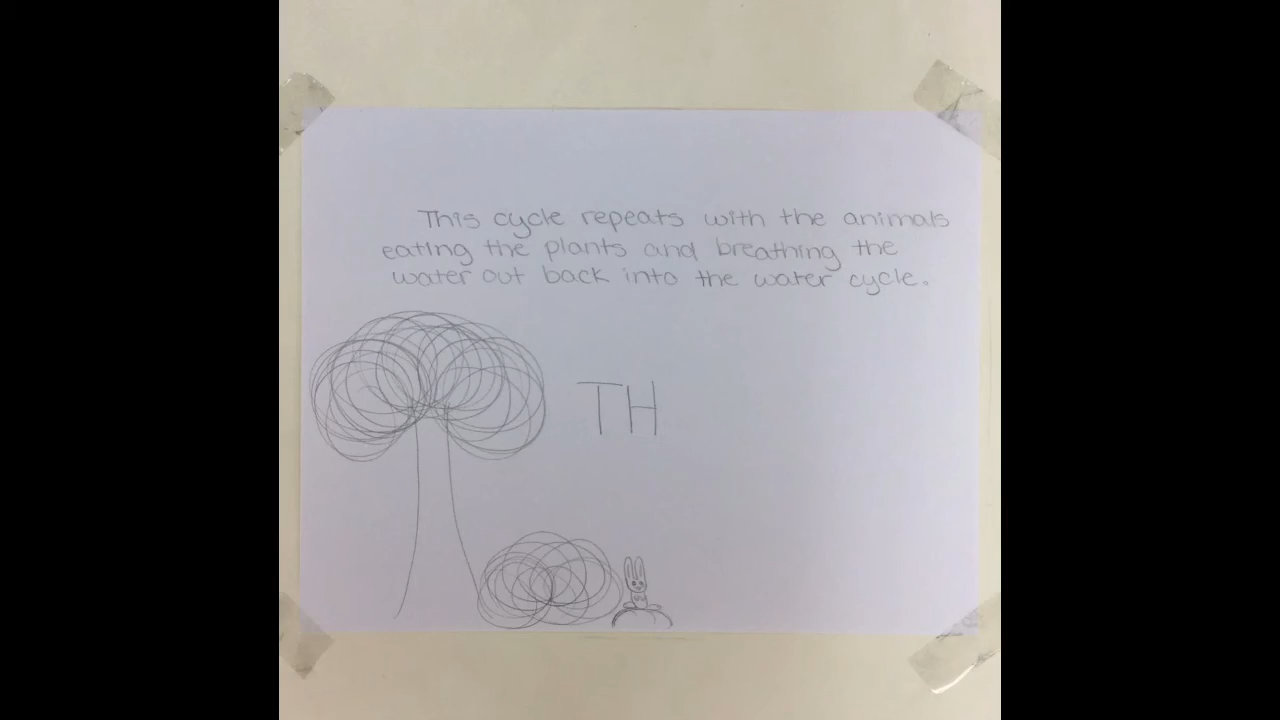 This cycle repeats with the animals
eating the plants and breathing the
water out back into the water cycle.
TH